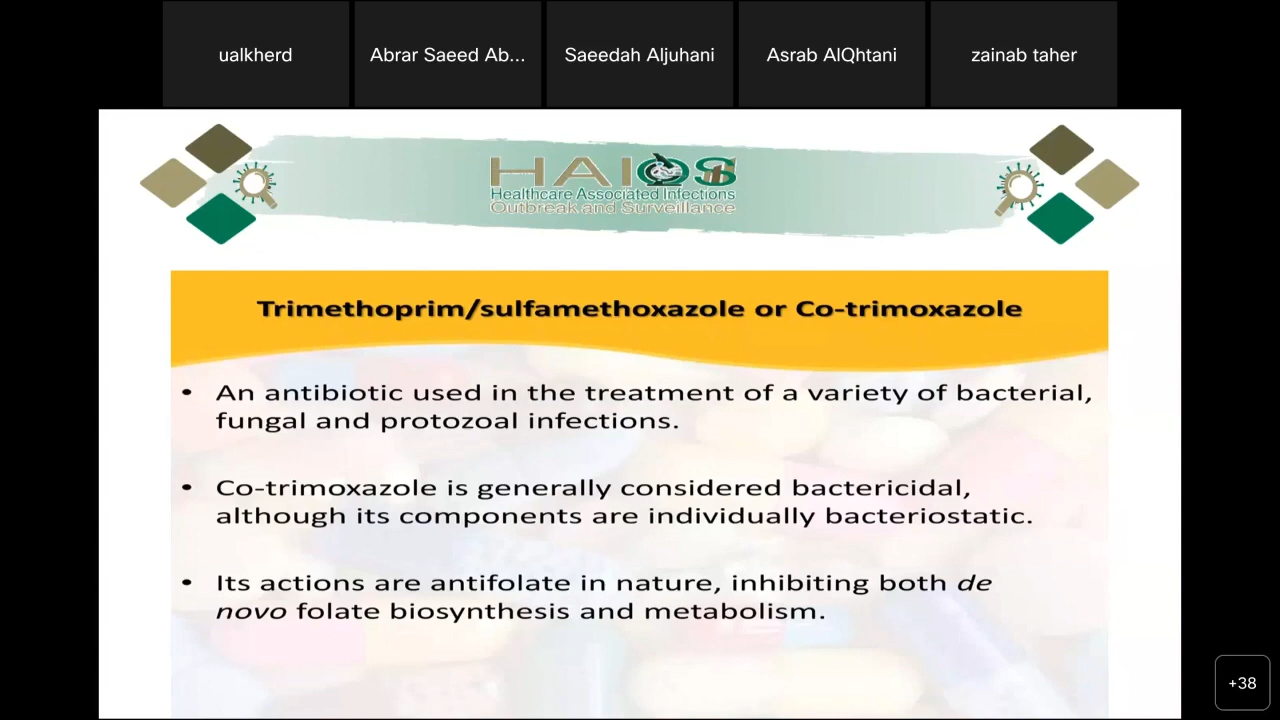 ualkherd
Abrar Saeed Ab...
Saeedah Aljuhani
Asrab AlQhtani
zainab taher
HAIOS
Healthcare Associated Infections
Outbreak and Surveillance
Trimethoprim/sulfamethoxazole or Co-trimoxazole
• An antibiotic used in the treatment of a variety of bacterial,
fungal and protozoal infections.
• Co-trimoxazole is generally considered bactericidal,
although its components are individually bacteriostatic.
• Its actions are antifolate in nature, inhibiting both de
novo folate biosynthesis and metabolism.
+38